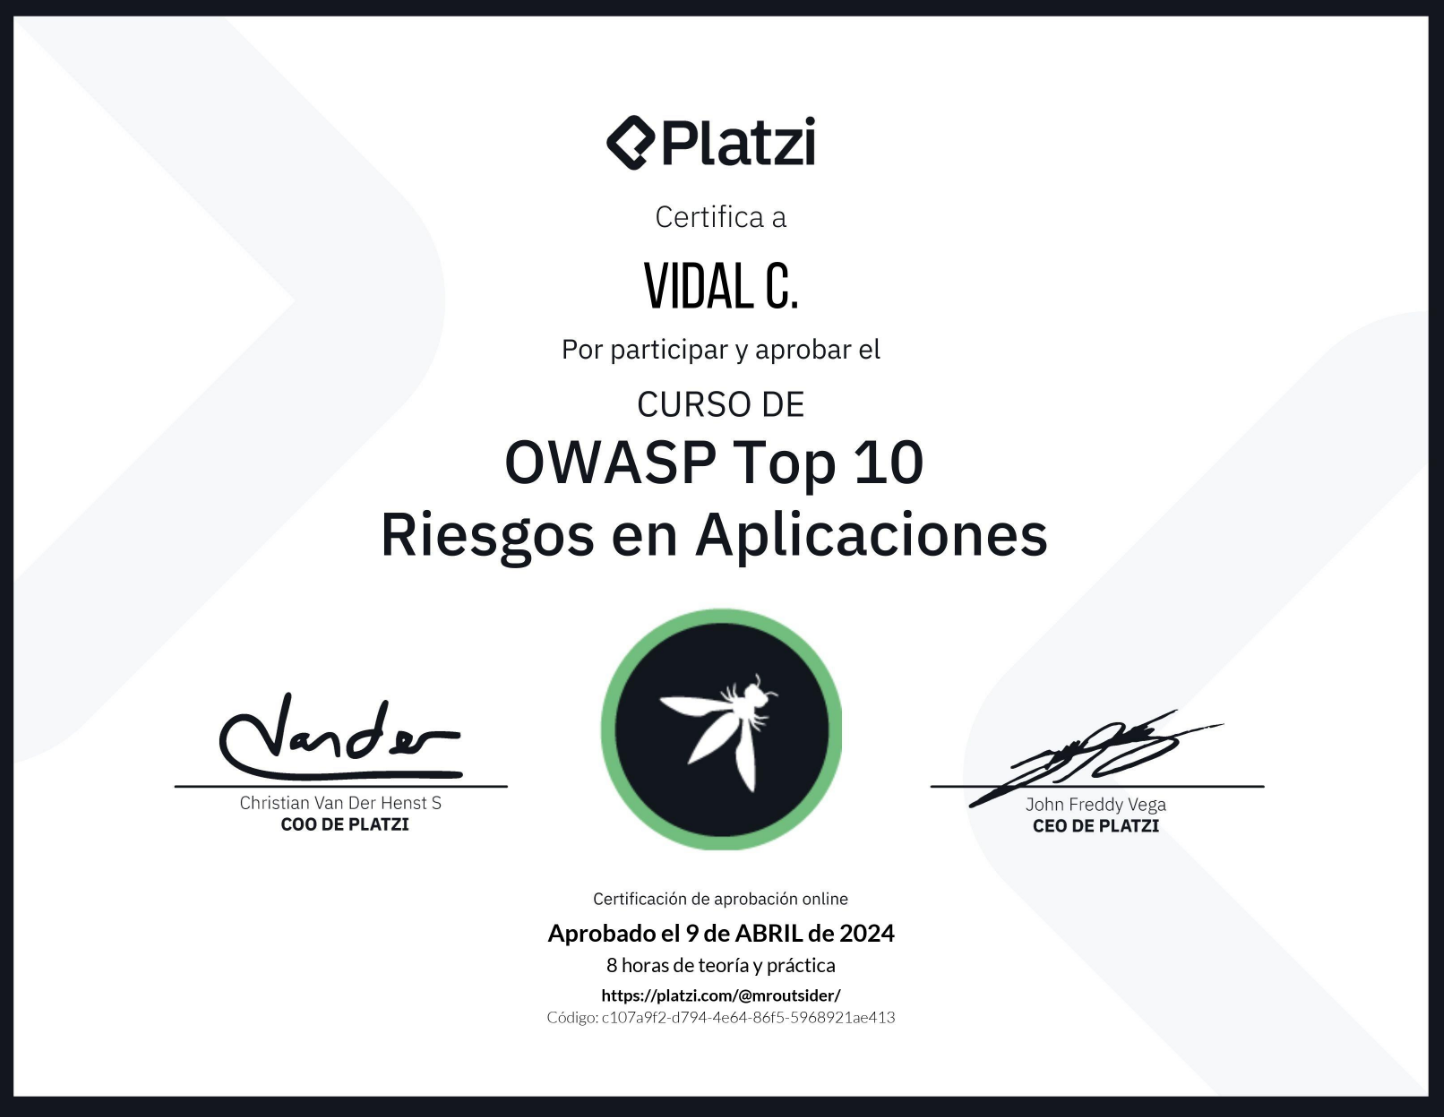 Platzi
Certifica a
VIDAL C.
Por participar y aprobar el
CURSO DE
OWASP Top 10
Riesgos en Aplicaciones
Vander
Christian Van Der Henst S
COO DE PLATZI
John Freddy Vega
CEO DE PLATZI
Certificación de aprobación online
Aprobado el 9 de ABRIL de 2024
8 horas de teoría y práctica
https://platzi.com/@mroutsider/
Código: c107a9f2-d794-4e64-86f5-5968921ae413